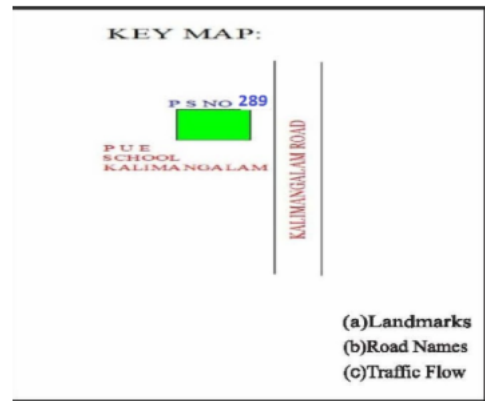 KEY MAP:
P S NO 289
P U E
SCHOOL
KALIMANGALAM
KALIMANGALAM ROAD
(a)Landmarks
(b)Road Names
(c)Traffic Flow